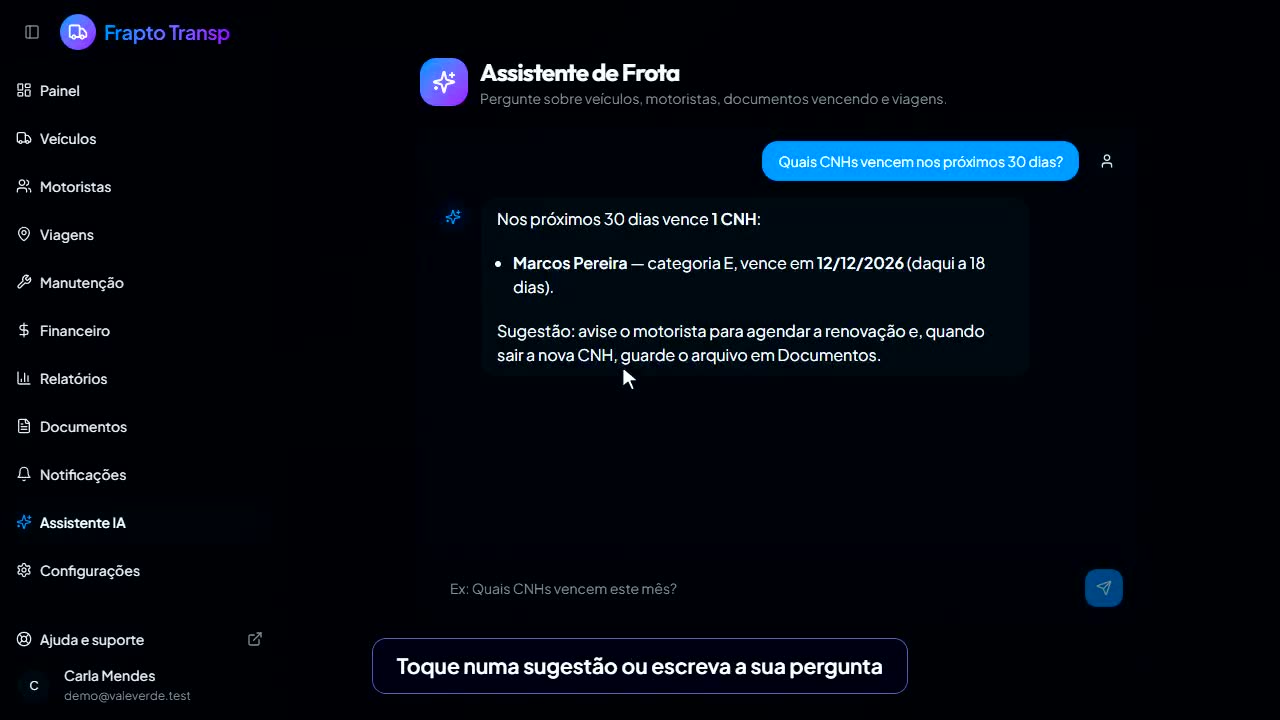 Frapto Transp
Painel
Veículos
Motoristas
Viagens
Manutenção
Financeiro
Relatórios
Documentos
Notificações
Assistente IA
Configurações
Ajuda e suporte
C
Carla Mendes
demo@valeverde.test
Assistente de Frota
Pergunte sobre veículos, motoristas, documentos vencendo e viagens.
Quais CNHs vencem nos próximos 30 dias?
Nos próximos 30 dias vence 1 CNH:
• Marcos Pereira — categoria E, vence em 12/12/2026 (daqui a 18
dias).
Sugestão: avise o motorista para agendar a renovação e, quando
sair a nova CNH, guarde o arquivo em Documentos.
Ex: Quais CNHs vencem este mês?
Toque numa sugestão ou escreva a sua pergunta